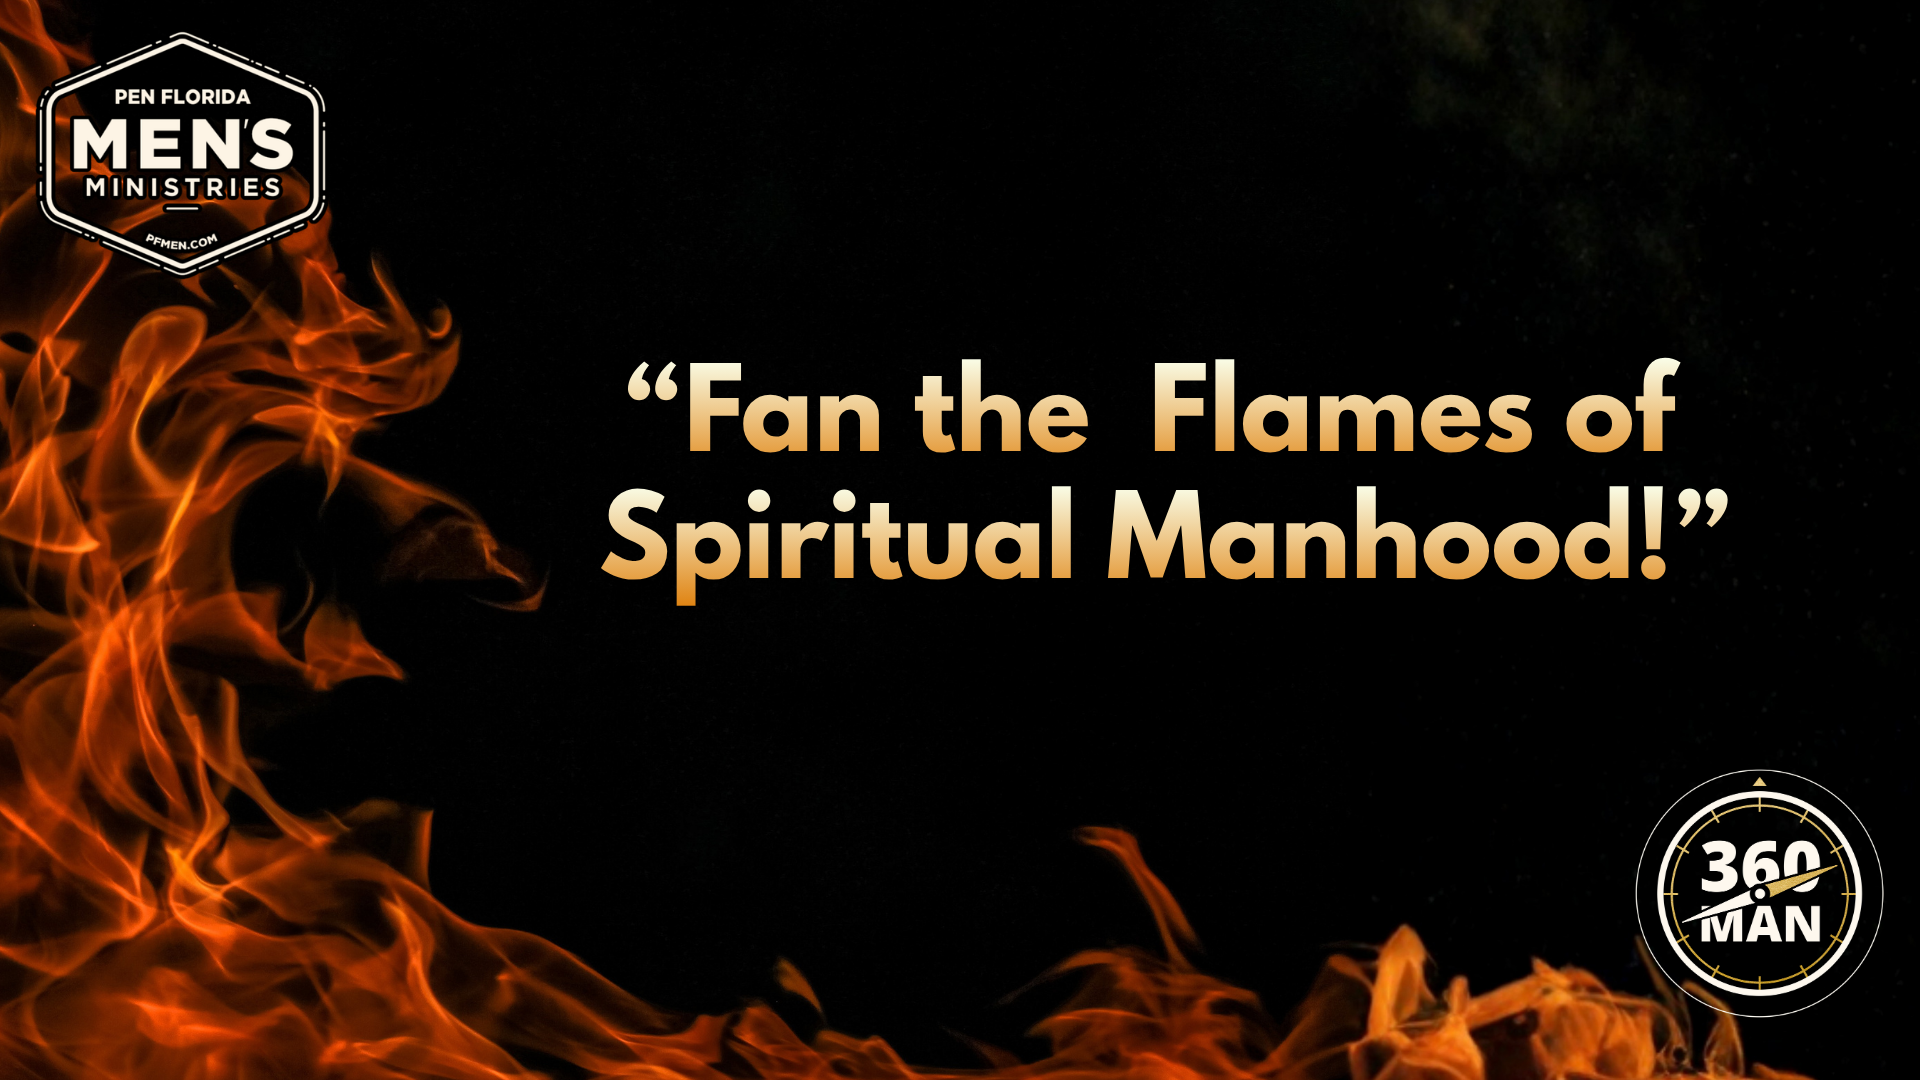 PEN FLORIDA
MEN'S
MINISTRIES
PFMEN.COM
“Fan the  Flames of
Spiritual Manhood!”
360
MAN